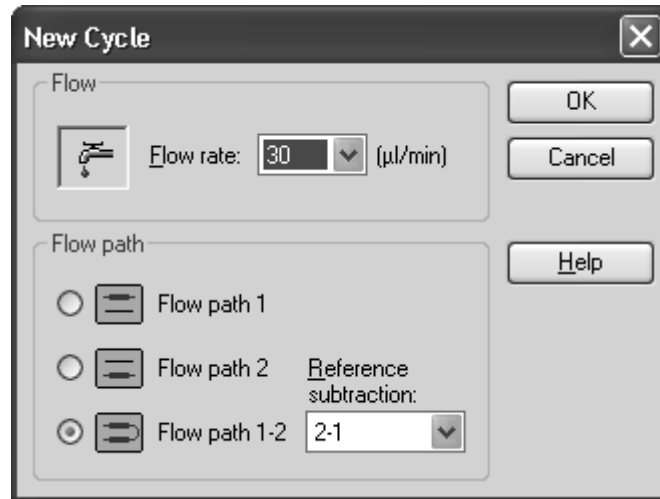 New Cycle
Flow
Flow rate: 30 (µl/min)
OK
Cancel
Flow path
Help
Flow path 1
Flow path 2
Reference
subtraction:
Flow path 1-2
2-1